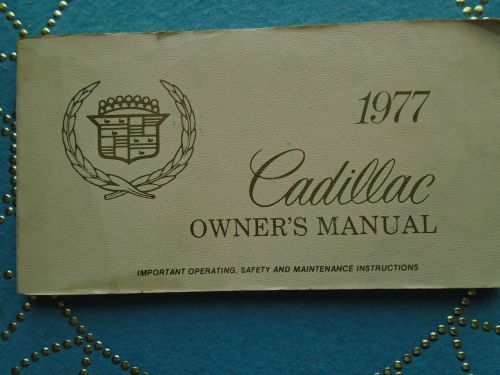 1977
Cadillac
OWNER'S MANUAL
IMPORTANT OPERATING, SAFETY AND MAINTENANCE INSTRUCTIONS